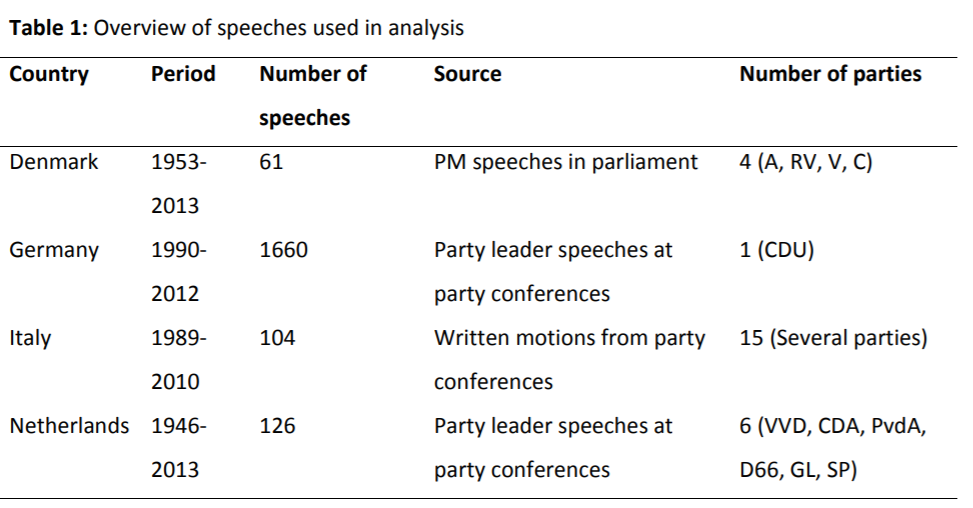 Table 1: Overview of speeches used in analysis
Country Period Number of Source Number of parties
speeches
Denmark 1953- 61 PM speeches in parliament 4 (A, RV, V, C)
2013
Germany 1990- 1660 Party leader speeches at 1 (CDU)
2012 party conferences
Italy 1989- 104 Written motions from party 15 (Several parties)
2010 conferences
Netherlands 1946- 126 Party leader speeches at 6 (VVD, CDA, PvdA,
2013 party conferences D66, GL, SP)